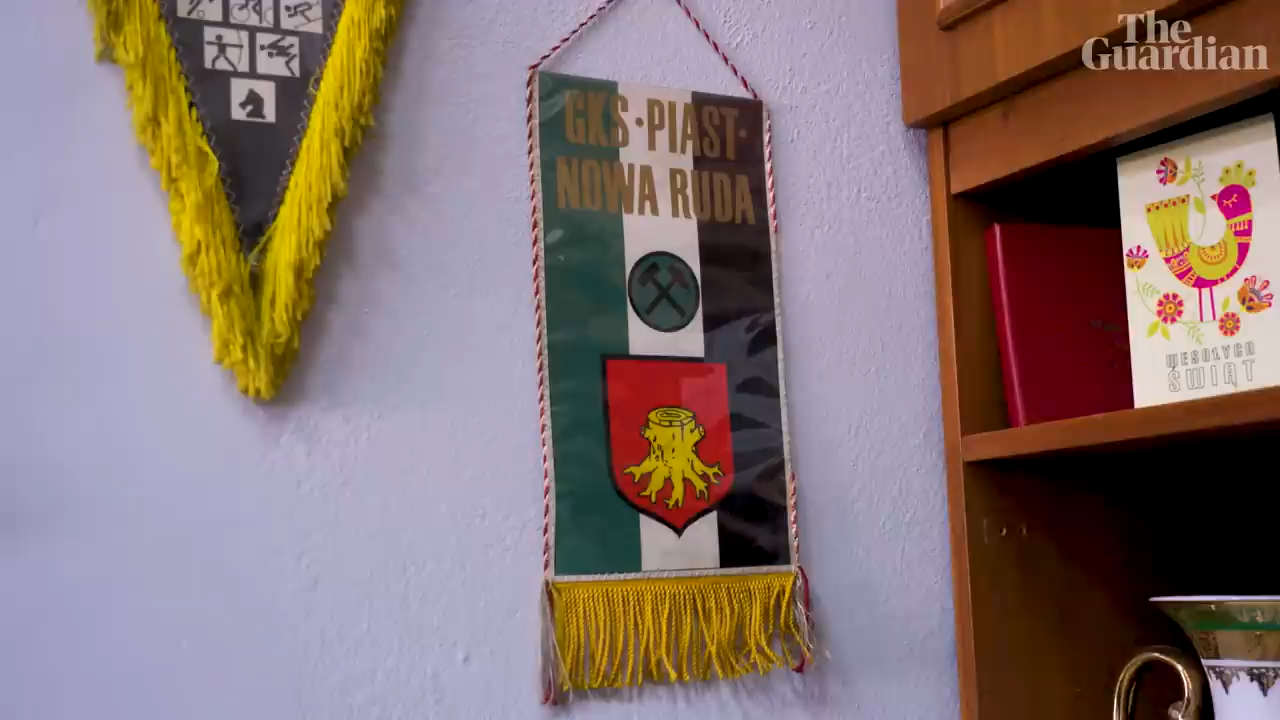 The
Guardian
GKS·PIAST·
NOWA RUDA
WESOŁYCH
ŚWIĄT